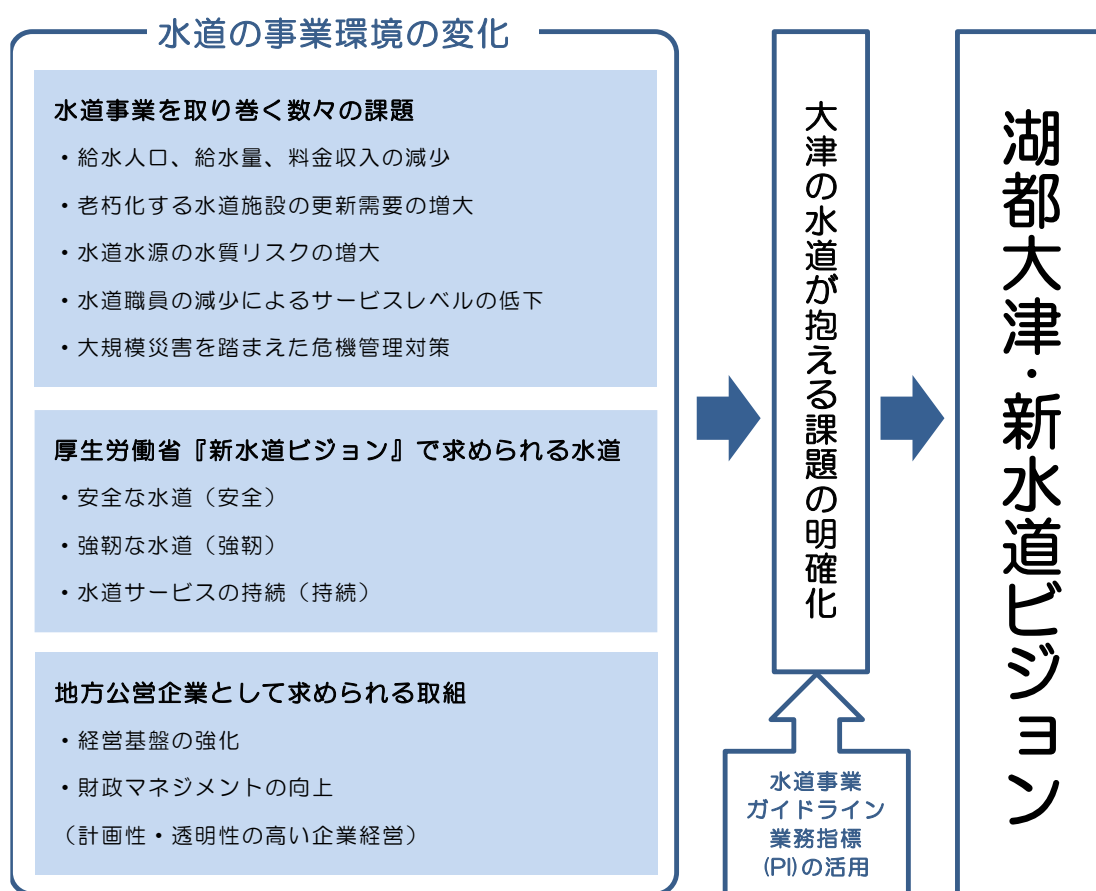 水道の事業環境の変化
水道事業を取り巻く数々の課題
・給水人口、給水量、料金収入の減少
・老朽化する水道施設の更新需要の増大
・水道水源の水質リスクの増大
・水道職員の減少によるサービスレベルの低下
・大規模災害を踏まえた危機管理対策
厚生労働省『新水道ビジョン』で求められる水道
・安全な水道（安全）
・強靭な水道（強靭）
・水道サービスの持続（持続）
地方公営企業として求められる取組
・経営基盤の強化
・財政マネジメントの向上
（計画性・透明性の高い企業経営）
大津の水道が抱える課題の明確化
水道事業
ガイドライン
業務指標
(PI)の活用
湖都大津・新水道ビジョン